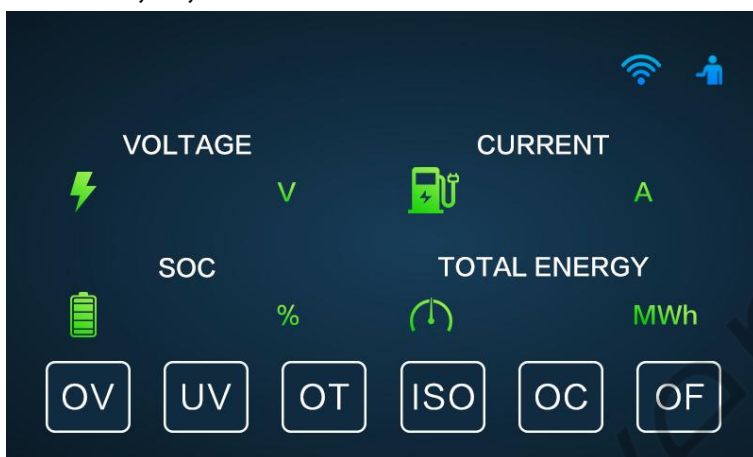 VOLTAGE CURRENT
V A
SOC TOTAL ENERGY
% MWh
OV UV OT ISO OC OF